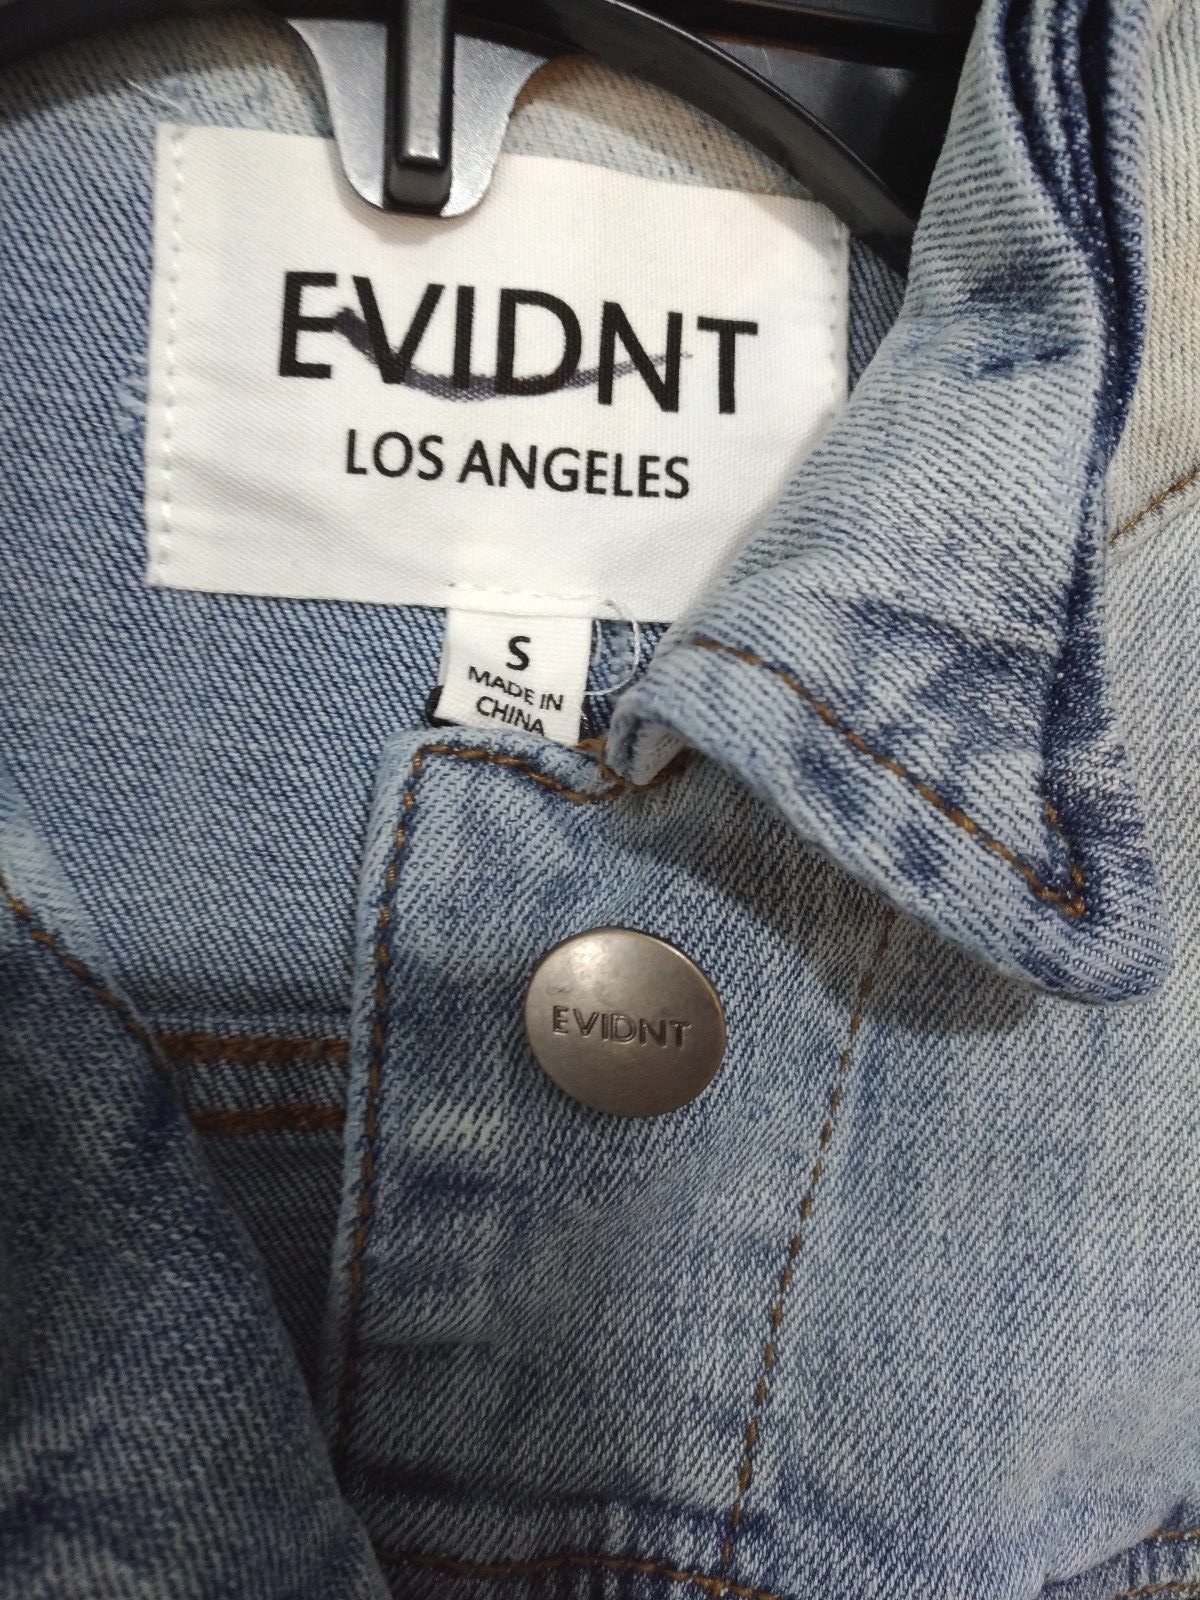 EVIDNT
LOS ANGELES
S
MADE IN
CHINA
EVIDNT